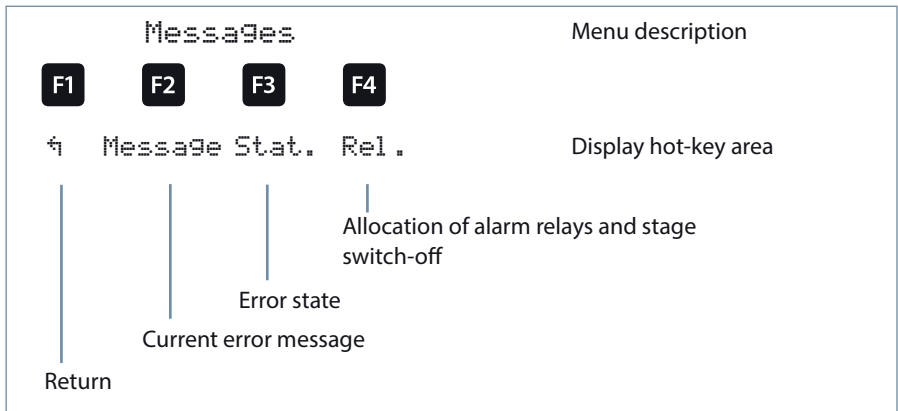 Messages Menu description
F1 F2 F3 F4
↰ Message Stat. Rel. Display hot-key area
Allocation of alarm relays and stage
switch-off
Error state
Current error message
Return